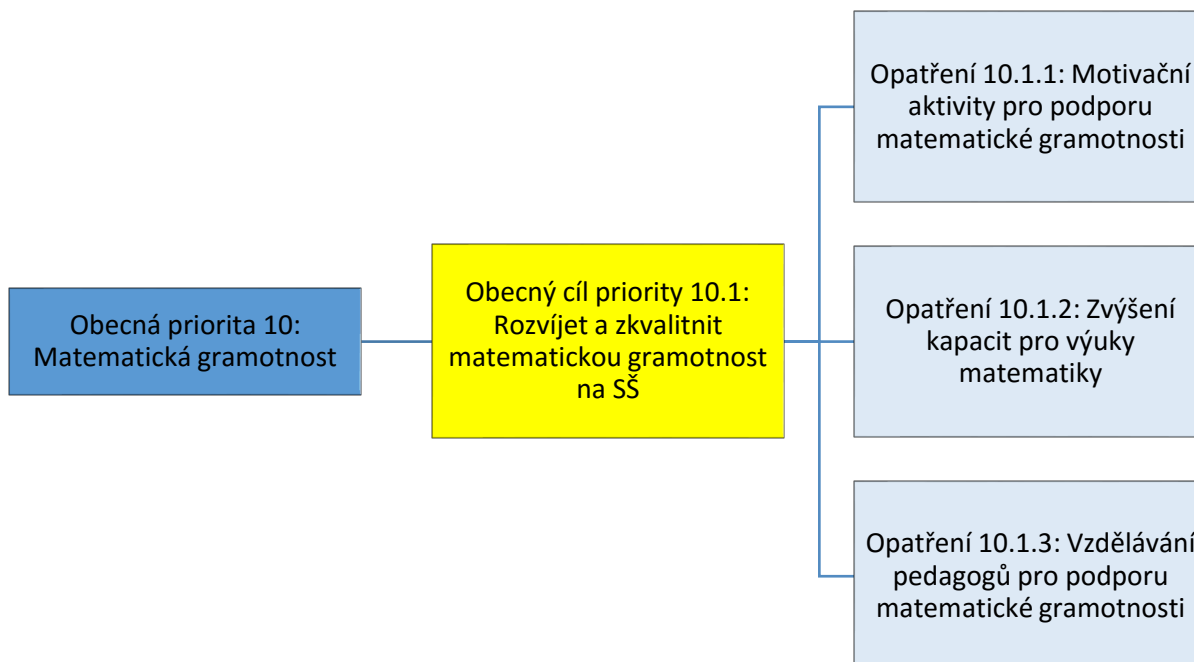 Obecná priorita 10:
Matematická gramotnost
Obecný cíl priority 10.1:
Rozvíjet a zkvalitnit
matematickou gramotnost
na SŠ
Opatření 10.1.1: Motivační
aktivity pro podporu
matematické gramotnosti
Opatření 10.1.2: Zvýšení
kapacit pro výuky
matematiky
Opatření 10.1.3: Vzdělávání
pedagogů pro podporu
matematické gramotnosti